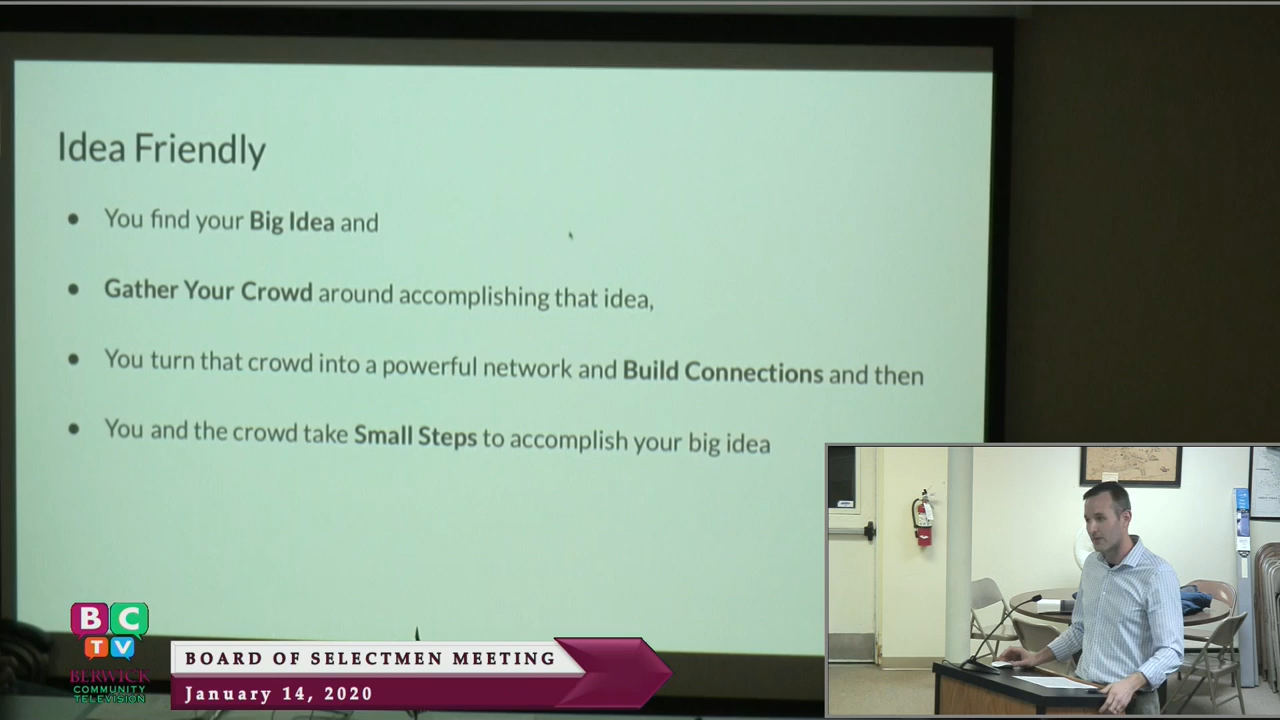 Idea Friendly
● You find your Big Idea and
● Gather Your Crowd around accomplishing that idea,
● You turn that crowd into a powerful network and Build Connections and then
● You and the crowd take Small Steps to accomplish your big idea
BC
TV
BERWICK
COMMUNITY
TELEVISION
BOARD OF SELECTMEN MEETING
January 14, 2020